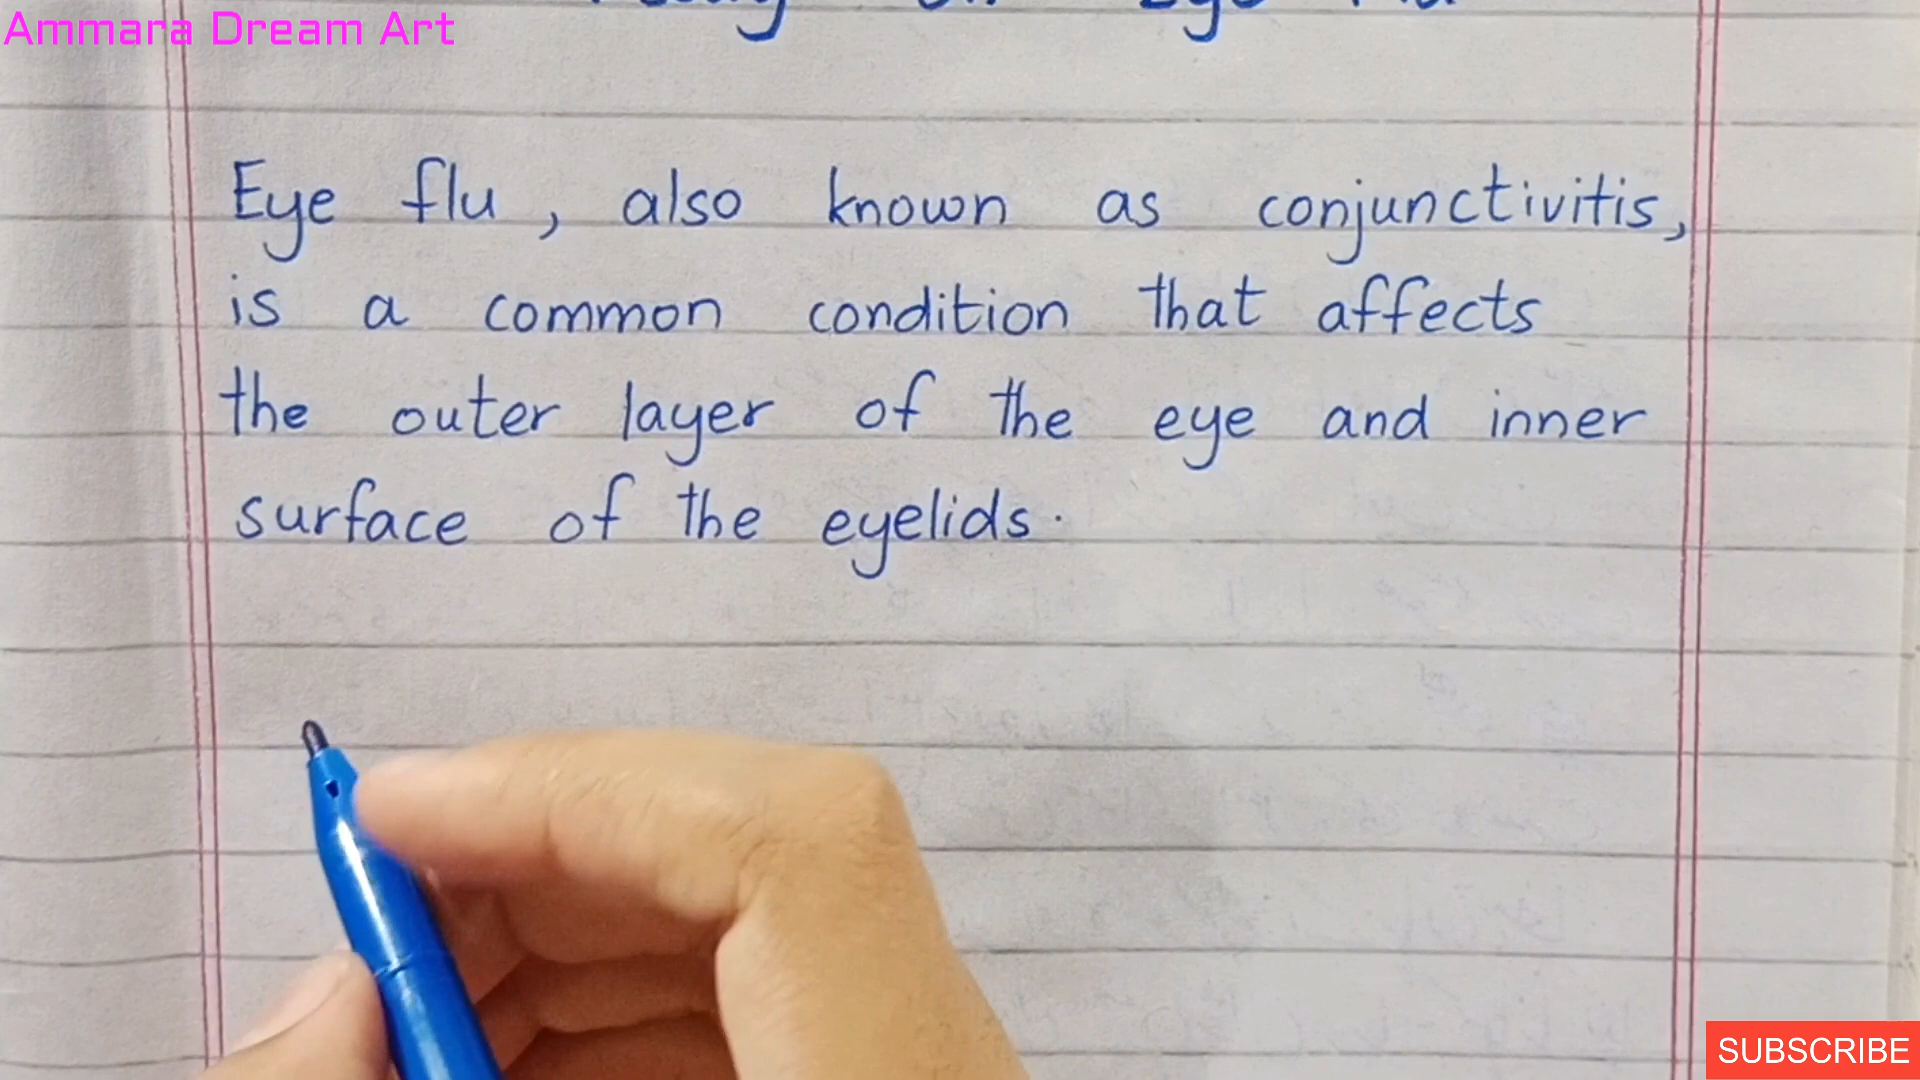 Ammara Dream Art
Eye flu, also known as conjunctivitis,
is a common condition that affects
the outer layer of the eye and inner
surface of the eyelids.
SUBSCRIBE